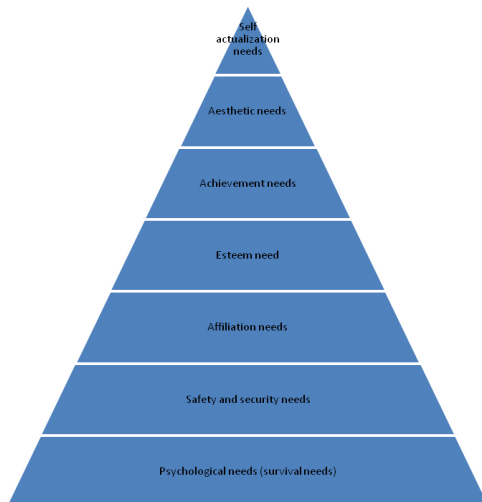 Self
actualization
needs
Aesthetic needs
Achievement needs
Esteem need
Affiliation needs
Safety and security needs
Psychological needs (survival needs)